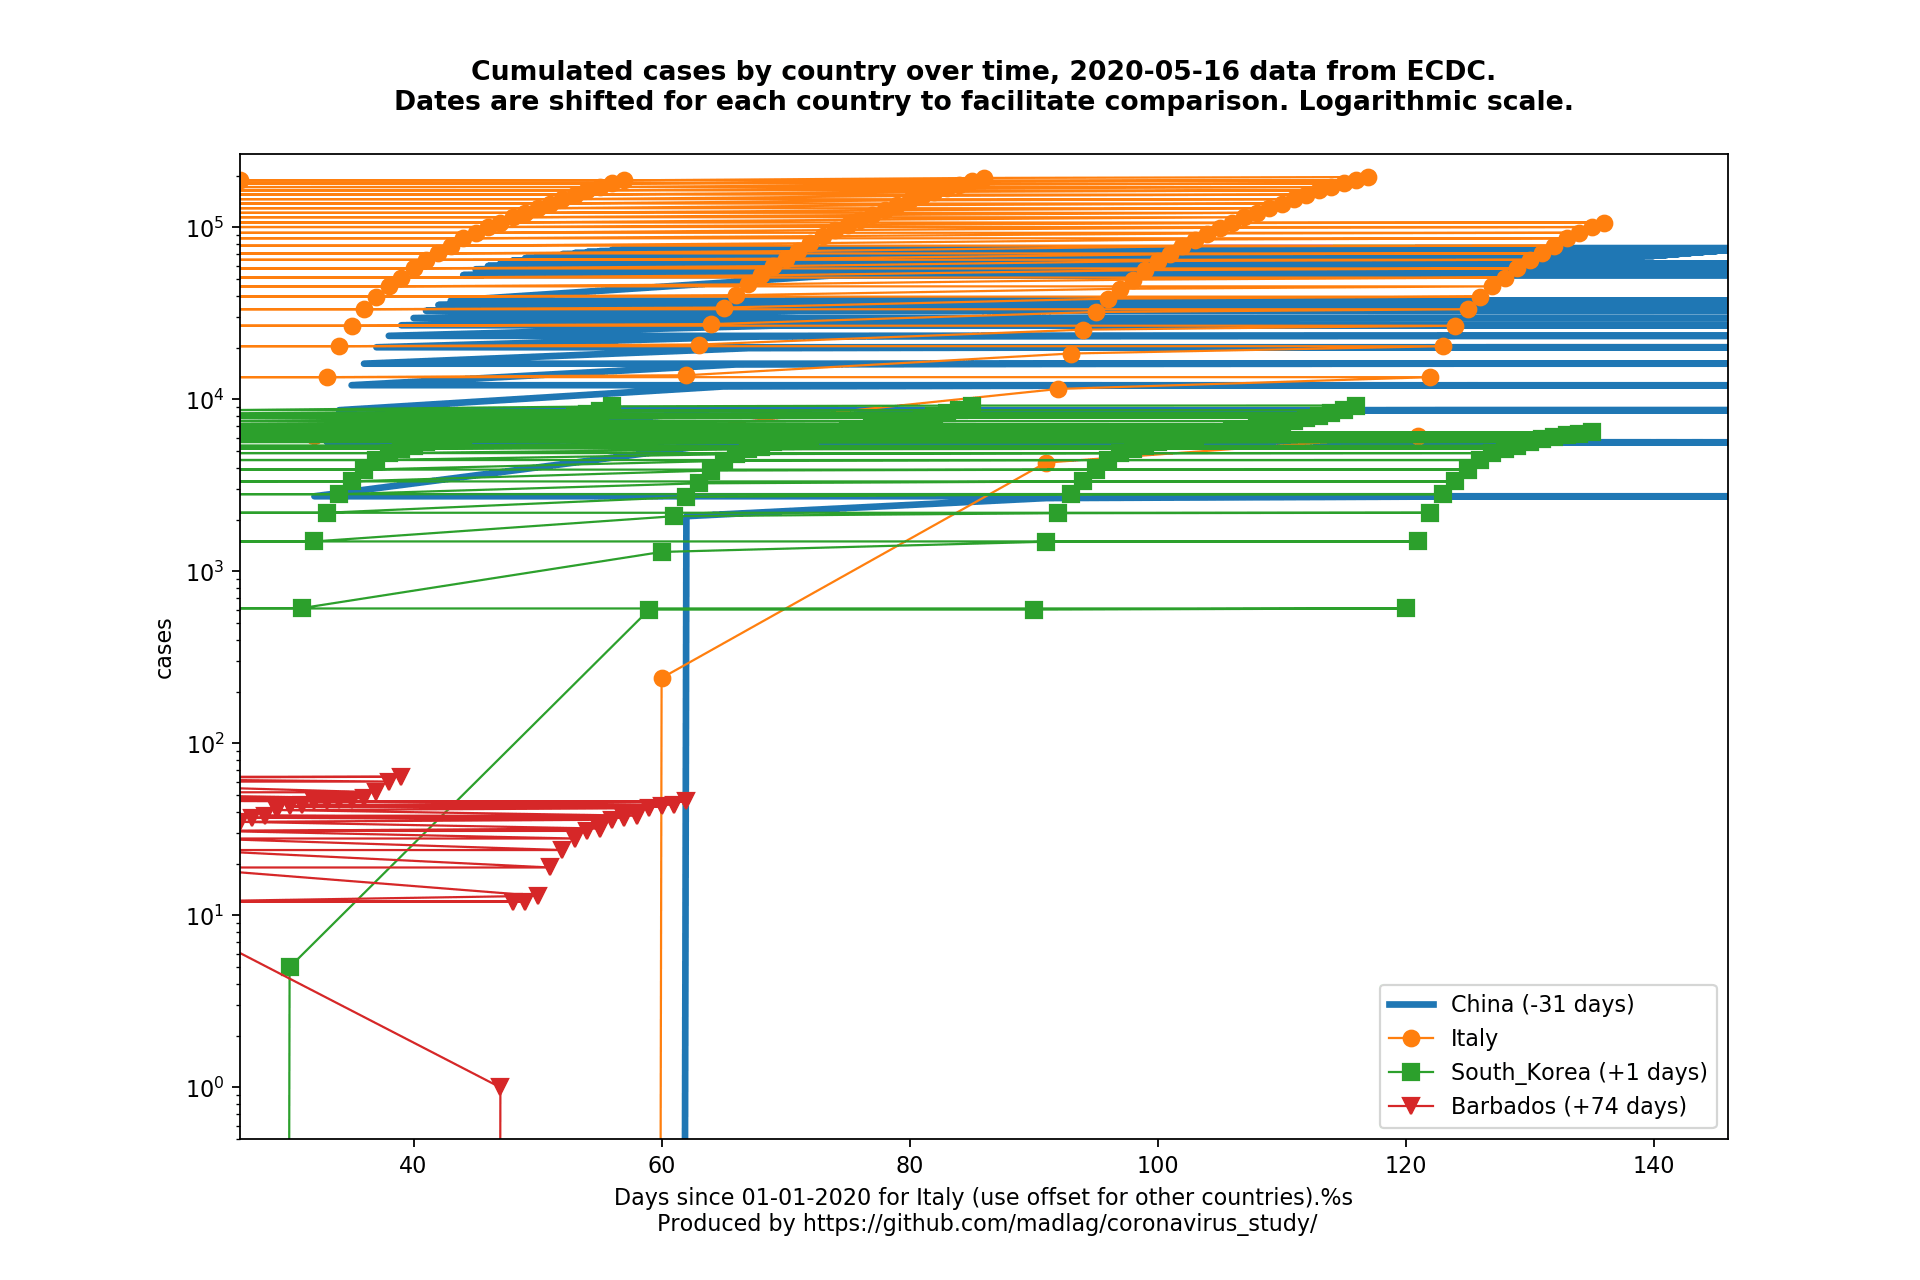 Cumulated cases by country over time, 2020-05-16 data from ECDC.
Dates are shifted for each country to facilitate comparison. Logarithmic scale.
10^5
10^4
10^3
10^2
10^1
10^0
cases
40 60 80 100 120 140
Days since 01-01-2020 for Italy (use offset for other countries).%s
Produced by https://github.com/madlag/coronavirus_study/
China (-31 days)
Italy
South_Korea (+1 days)
Barbados (+74 days)